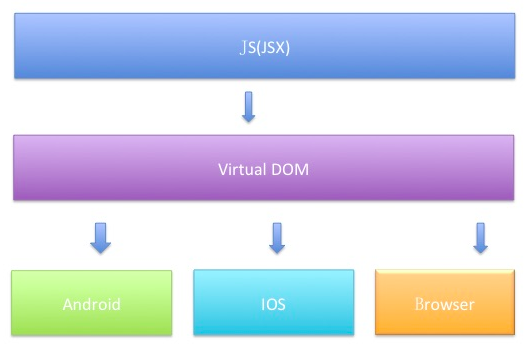 JS(JSX)
Virtual DOM
Android
IOS
Browser